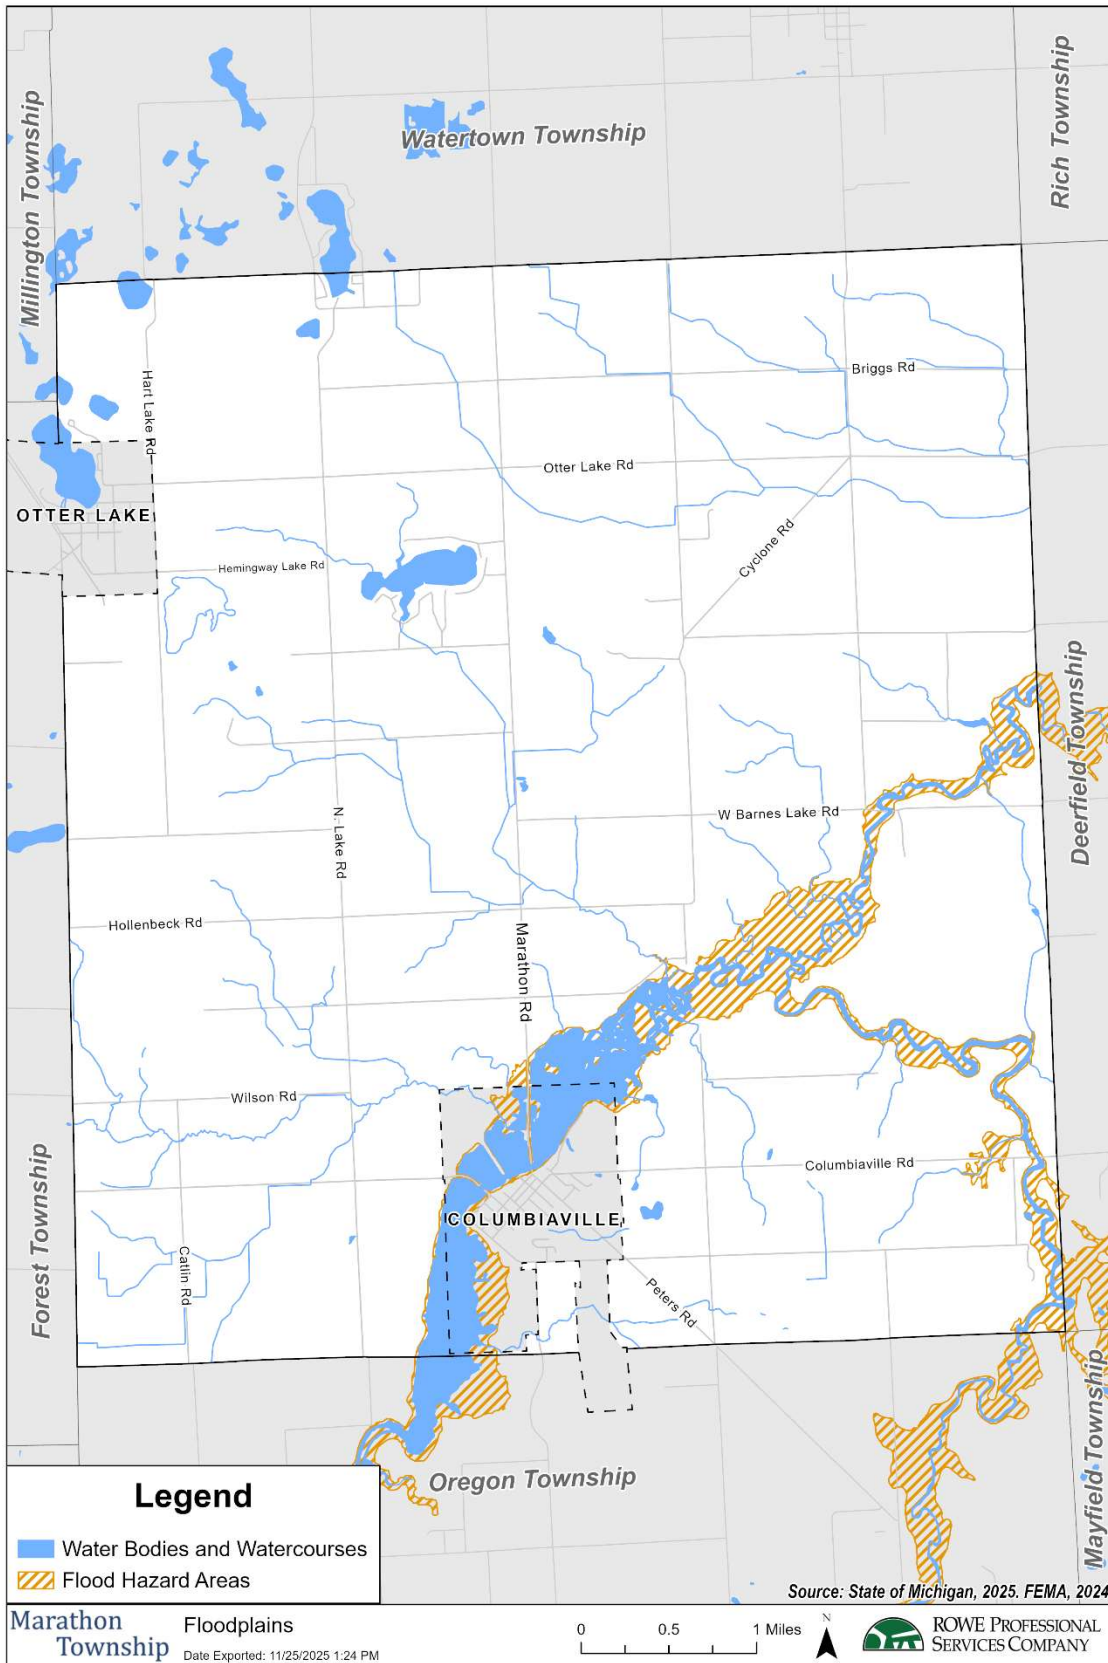 Watertown Township
Rich Township
Millington Township
Hart Lake Rd
Briggs Rd
Otter Lake Rd
OTTER LAKE
Cyclone Rd
Hemingway Lake Rd
Deerfield Township
N Lake Rd
W Barnes Lake Rd
Hollenbeck Rd
Marathon Rd
Wilson Rd
Columbiaville Rd
Forest Township
COLUMBIAVILLE
Catlin Rd
Peters Rd
Mayfield Township
Oregon Township
Legend
Water Bodies and Watercourses
Flood Hazard Areas
Source: State of Michigan, 2025. FEMA, 2024
Marathon
Township
Floodplains
Date Exported: 11/25/2025 1:24 PM
0 0.5 1 Miles
N
ROWE PROFESSIONAL
SERVICES COMPANY